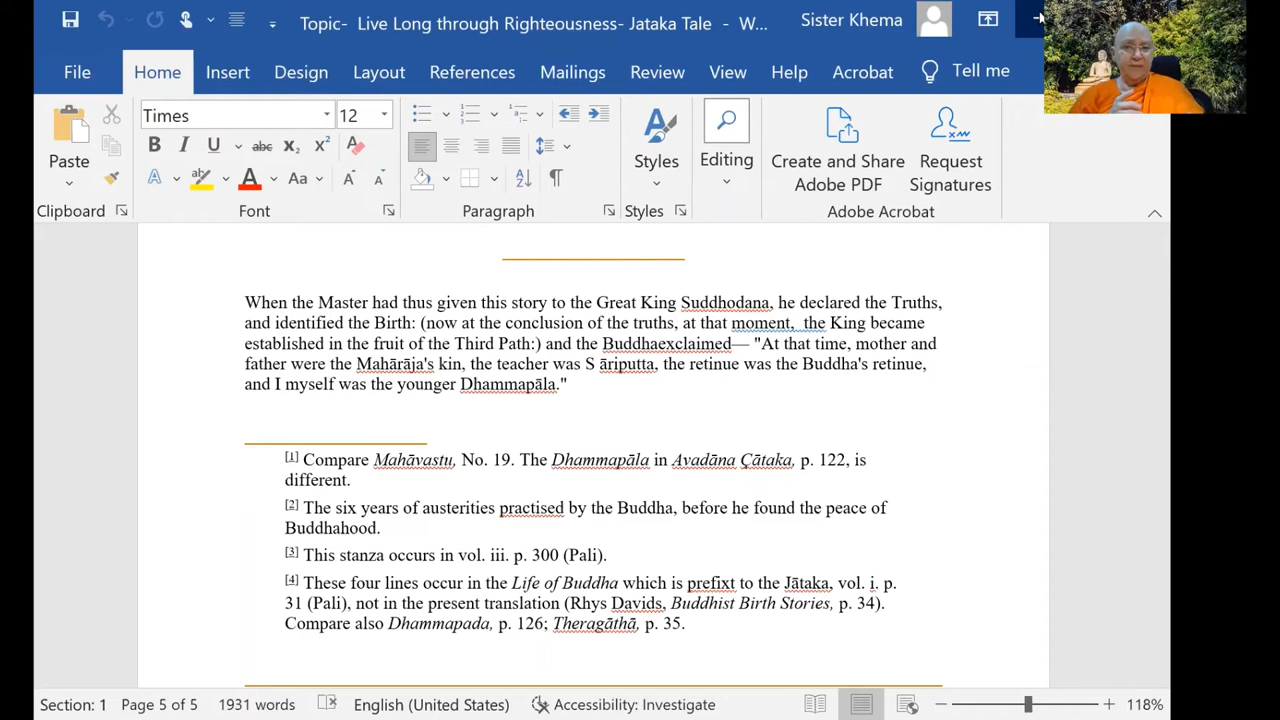 Topic- Live Long through Righteousness- Jataka Tale - W...
Sister Khema
File Home Insert Design Layout References Mailings Review View Help Acrobat Tell me
Times 12
Paste
B I U abc x₂ x² A
A ab A Aa A A
Styles
Editing
Create and Share Adobe PDF
Request Signatures
Clipboard Font Paragraph Styles Adobe Acrobat
When the Master had thus given this story to the Great King Suddhodana, he declared the Truths,
and identified the Birth: (now at the conclusion of the truths, at that moment,  the King became
established in the fruit of the Third Path:) and the Buddhaexclaimed— "At that time, mother and
father were the Mahārāja's kin, the teacher was S āriputta, the retinue was the Buddha's retinue,
and I myself was the younger Dhammapāla."
[1] Compare Mahāvastu, No. 19. The Dhammapāla in Avadāna Çātaka, p. 122, is
different.
[2] The six years of austerities practised by the Buddha, before he found the peace of
Buddhahood.
[3] This stanza occurs in vol. iii. p. 300 (Pali).
[4] These four lines occur in the Life of Buddha which is prefixt to the Jātaka, vol. i. p.
31 (Pali), not in the present translation (Rhys Davids, Buddhist Birth Stories, p. 34).
Compare also Dhammapada, p. 126; Theragāthā, p. 35.
Section: 1 Page 5 of 5 1931 words English (United States) Accessibility: Investigate 118%